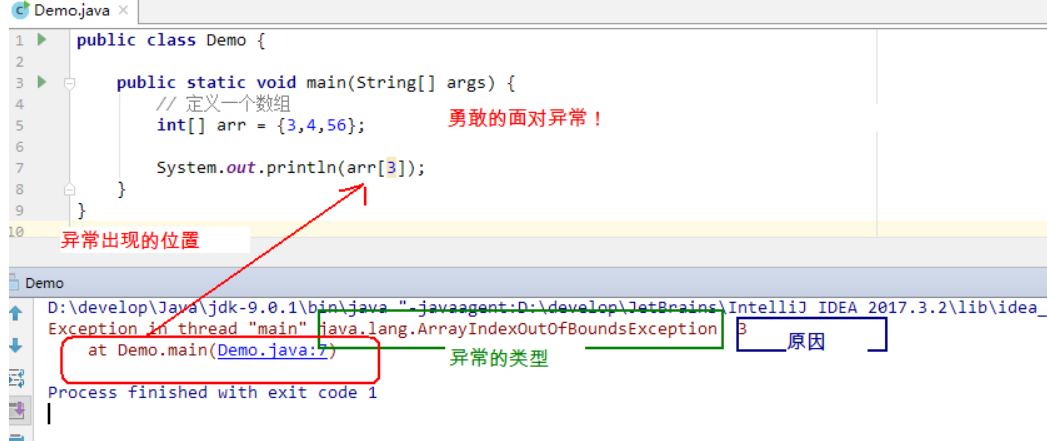 Demo.java
1 public class Demo {
2
3 public static void main(String[] args) {
4 // 定义一个数组
5 int[] arr = {3,4,56};
勇敢的面对异常！
6
7 System.out.println(arr[3]);
8 }
9 }
10
异常出现的位置
Demo
D:\develop\Java\jdk-9.0.1\bin\java "-javaagent:D:\develop\JetBrains\IntelliJ IDEA 2017.3.2\lib\idea_
Exception in thread "main" java.lang.ArrayIndexOutOfBoundsException 3
at Demo.main(Demo.java:7)
异常的类型
原因
Process finished with exit code 1